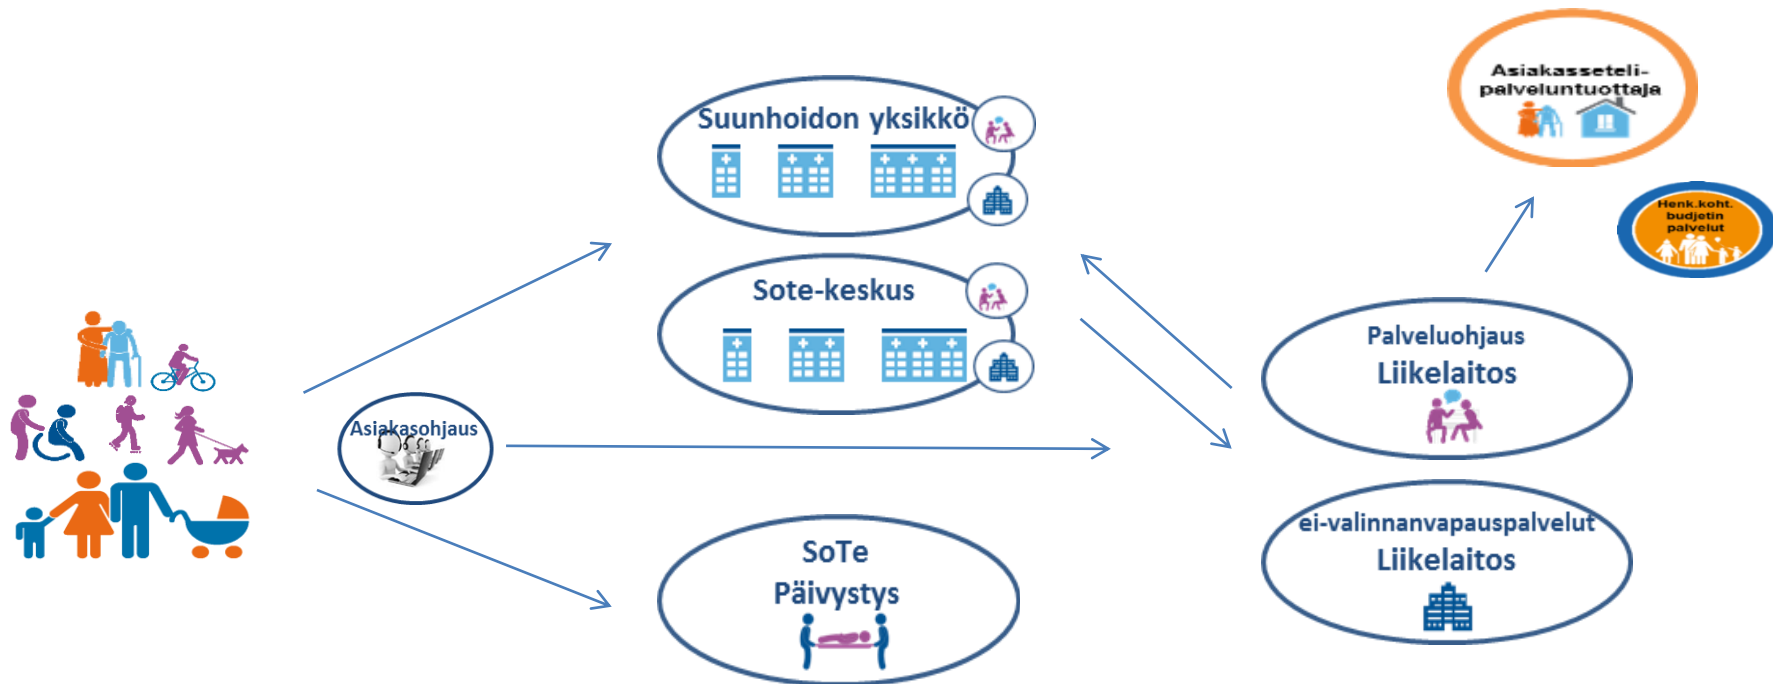 Asiakasseteli-
palveluntuottaja
Suunhoidon yksikkö
Henk.koht.
budjetin
palvelut
Sote-keskus
Palveluohjaus
Liikelaitos
Asiakasohjaus
ei-valinnanvapauspalvelut
Liikelaitos
SoTe
Päivystys